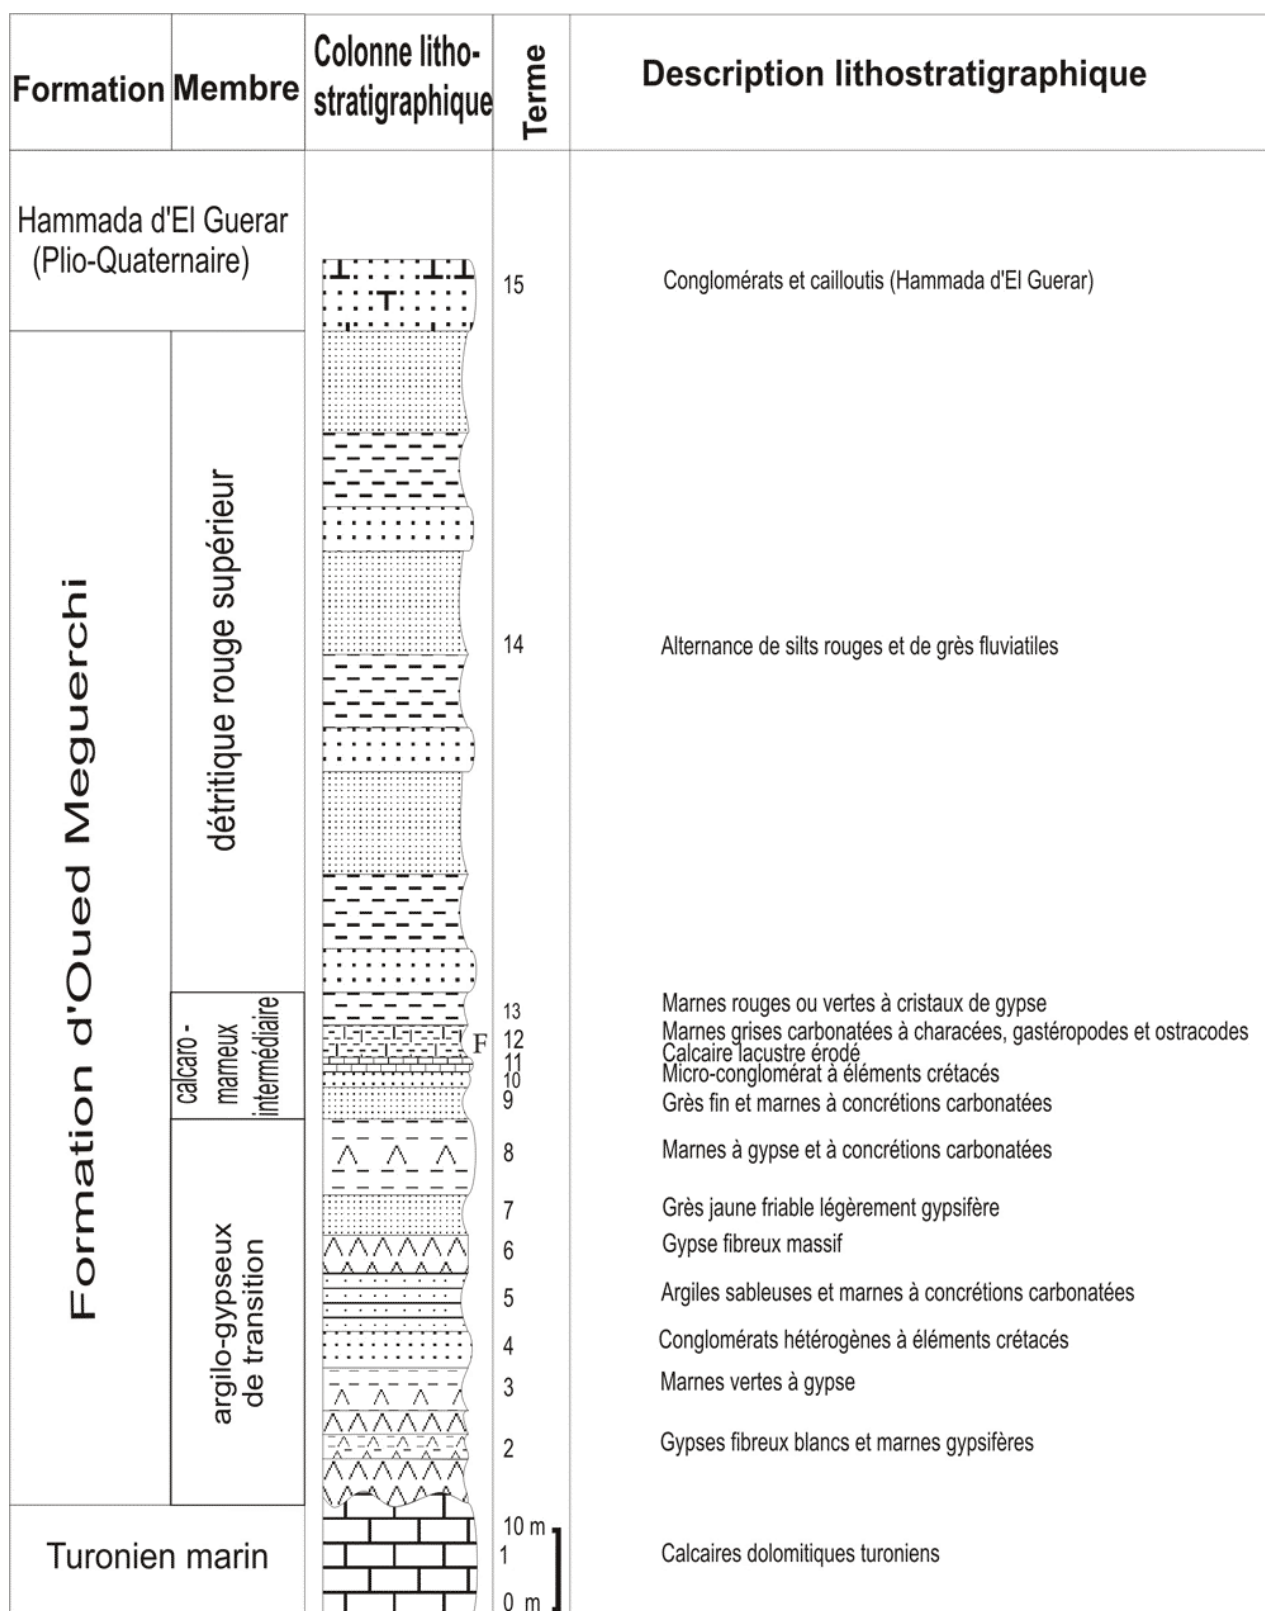 Formation
Membre
Colonne litho-
stratigraphique
Terme
Description lithostratigraphique
Hammada d'El Guerar
(Plio-Quaternaire)
15
Conglomérats et cailloutis (Hammada d'El Guerar)
Formation d'Oued Meguerchi
détritique rouge supérieur
14
Alternance de silts rouges et de grès fluviatiles
calcaro -
marneux
intermédiaire
13
Marnes rouges ou vertes à cristaux de gypse
F
12
Marnes grises carbonatées à characées, gastéropodes et ostracodes
11
Calcaire lacustre érodé
10
Micro-conglomérat à éléments crétacés
9
Grès fin et marnes à concrétions carbonatées
argilo-gypseux
de transition
8
Marnes à gypse et à concrétions carbonatées
7
Grès jaune friable légèrement gypsifère
6
Gypse fibreux massif
5
Argiles sableuses et marnes à concrétions carbonatées
4
Conglomérats hétérogènes à éléments crétacés
3
Marnes vertes à gypse
2
Gypses fibreux blancs et marnes gypsifères
Turonien marin
10 m
1
0 m
Calcaires dolomitiques turoniens